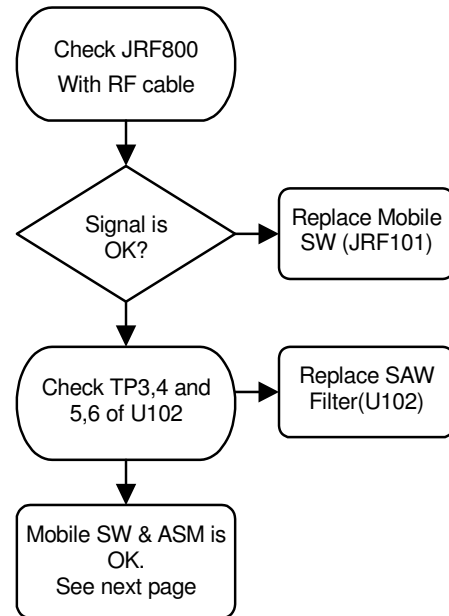 Check JRF800
With RF cable
Signal is
OK?
Replace Mobile
SW (JRF101)
Check TP3,4 and
5,6 of U102
Replace SAW
Filter(U102)
Mobile SW & ASM is
OK.
See next page